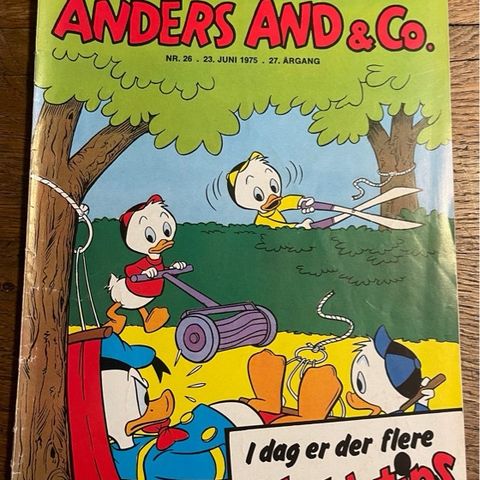 ANDERS AND & Co.
NR. 26 . 23. JUNI 1975 . 27. ÅRGANG
I dag er der flere